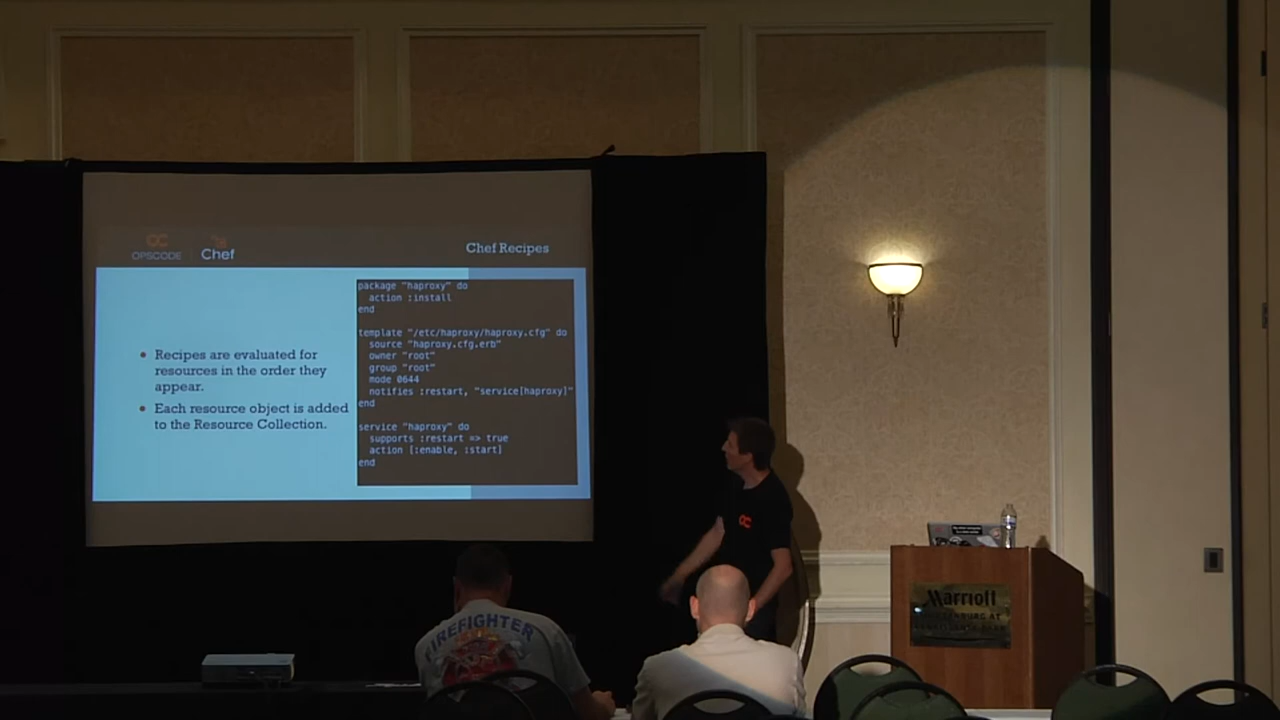 OPSCODE
Chef
Chef Recipes
• Recipes are evaluated for
resources in the order they
appear.
• Each resource object is added
to the Resource Collection.
package "haproxy" do
action :install
end
template "/etc/haproxy/haproxy.cfg" do
source "haproxy.cfg.erb"
owner "root"
group "root"
mode 0644
notifies :restart, "service[haproxy]"
end
service "haproxy" do
supports :restart => true
action [:enable, :start]
end
FIREFIGHTER
Marriott